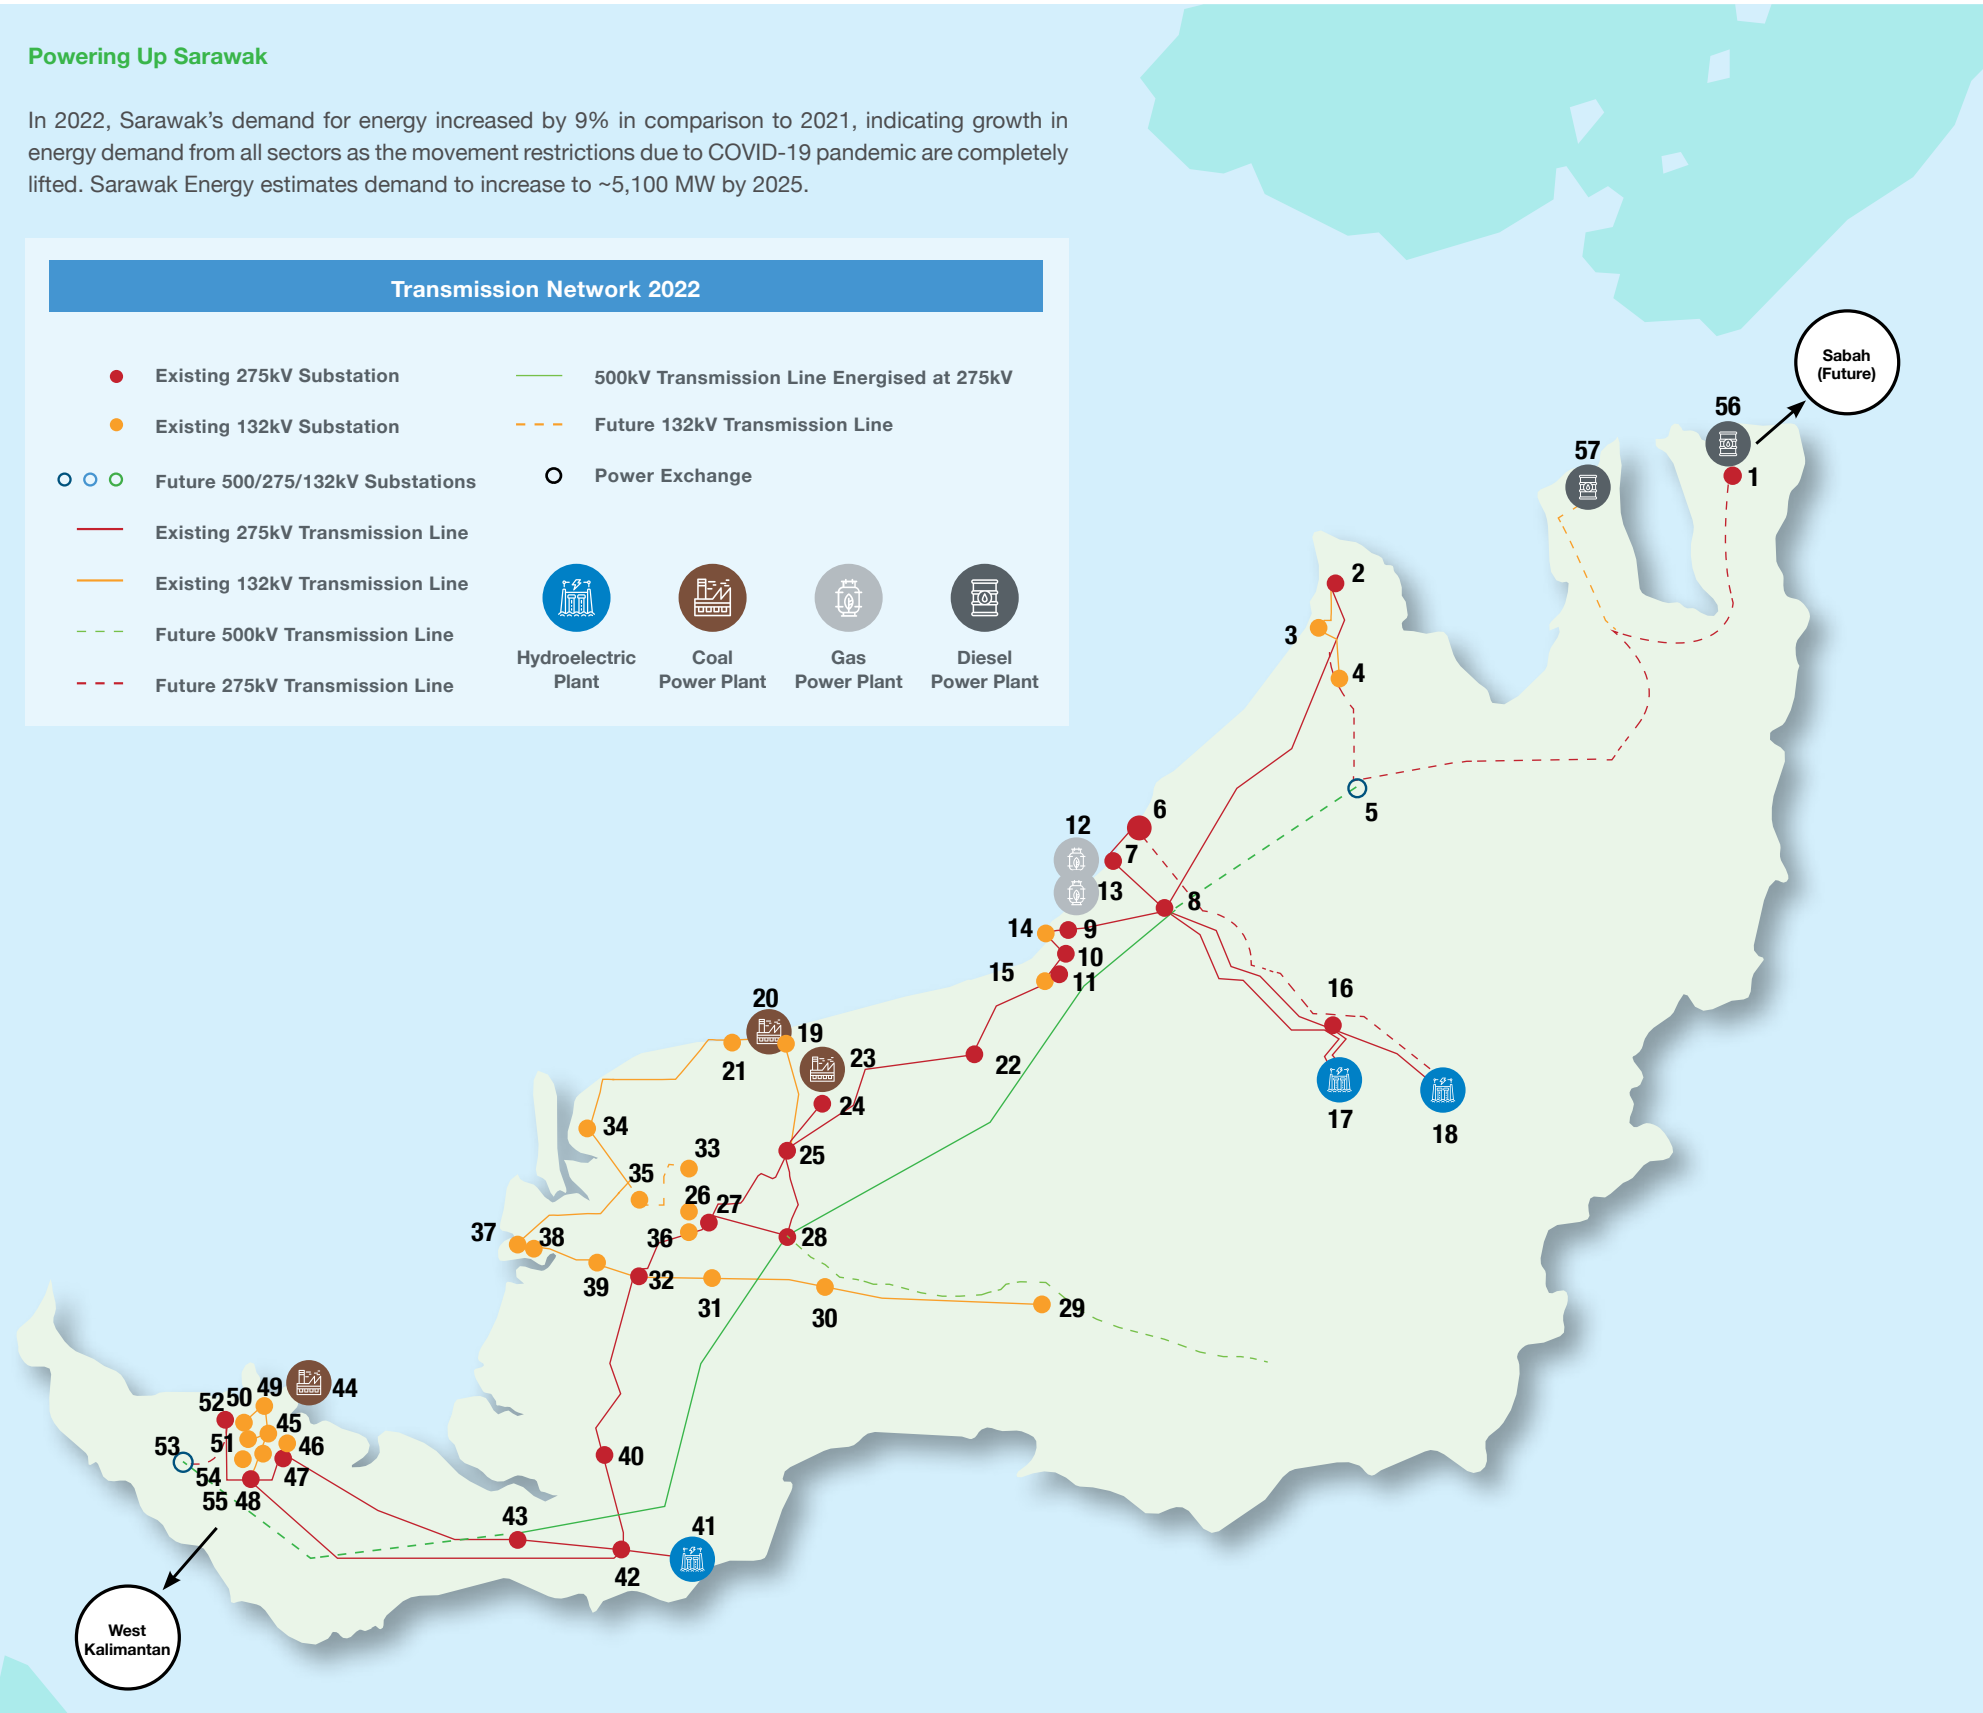 Powering Up Sarawak
In 2022, Sarawak's demand for energy increased by 9% in comparison to 2021, indicating growth in
energy demand from all sectors as the movement restrictions due to COVID-19 pandemic are completely
lifted. Sarawak Energy estimates demand to increase to ~5,100 MW by 2025.
Transmission Network 2022
Existing 275kV Substation
Existing 132kV Substation
Future 500/275/132kV Substations
Existing 275kV Transmission Line
Existing 132kV Transmission Line
Future 500kV Transmission Line
Future 275kV Transmission Line
500kV Transmission Line Energised at 275kV
Future 132kV Transmission Line
Power Exchange
Hydroelectric
Plant
Coal
Power Plant
Gas
Power Plant
Diesel
Power Plant
Sabah
(Future)
56
57
1
2
3
4
5
6
12
7
13
8
14
9
10
15
11
16
20
19
21
23
22
24
17
18
34
33
25
35
26
27
37
38
36
28
39
32
31
30
29
44
52
50
49
45
53
51
46
40
54
47
55
48
43
41
42
West
Kalimantan